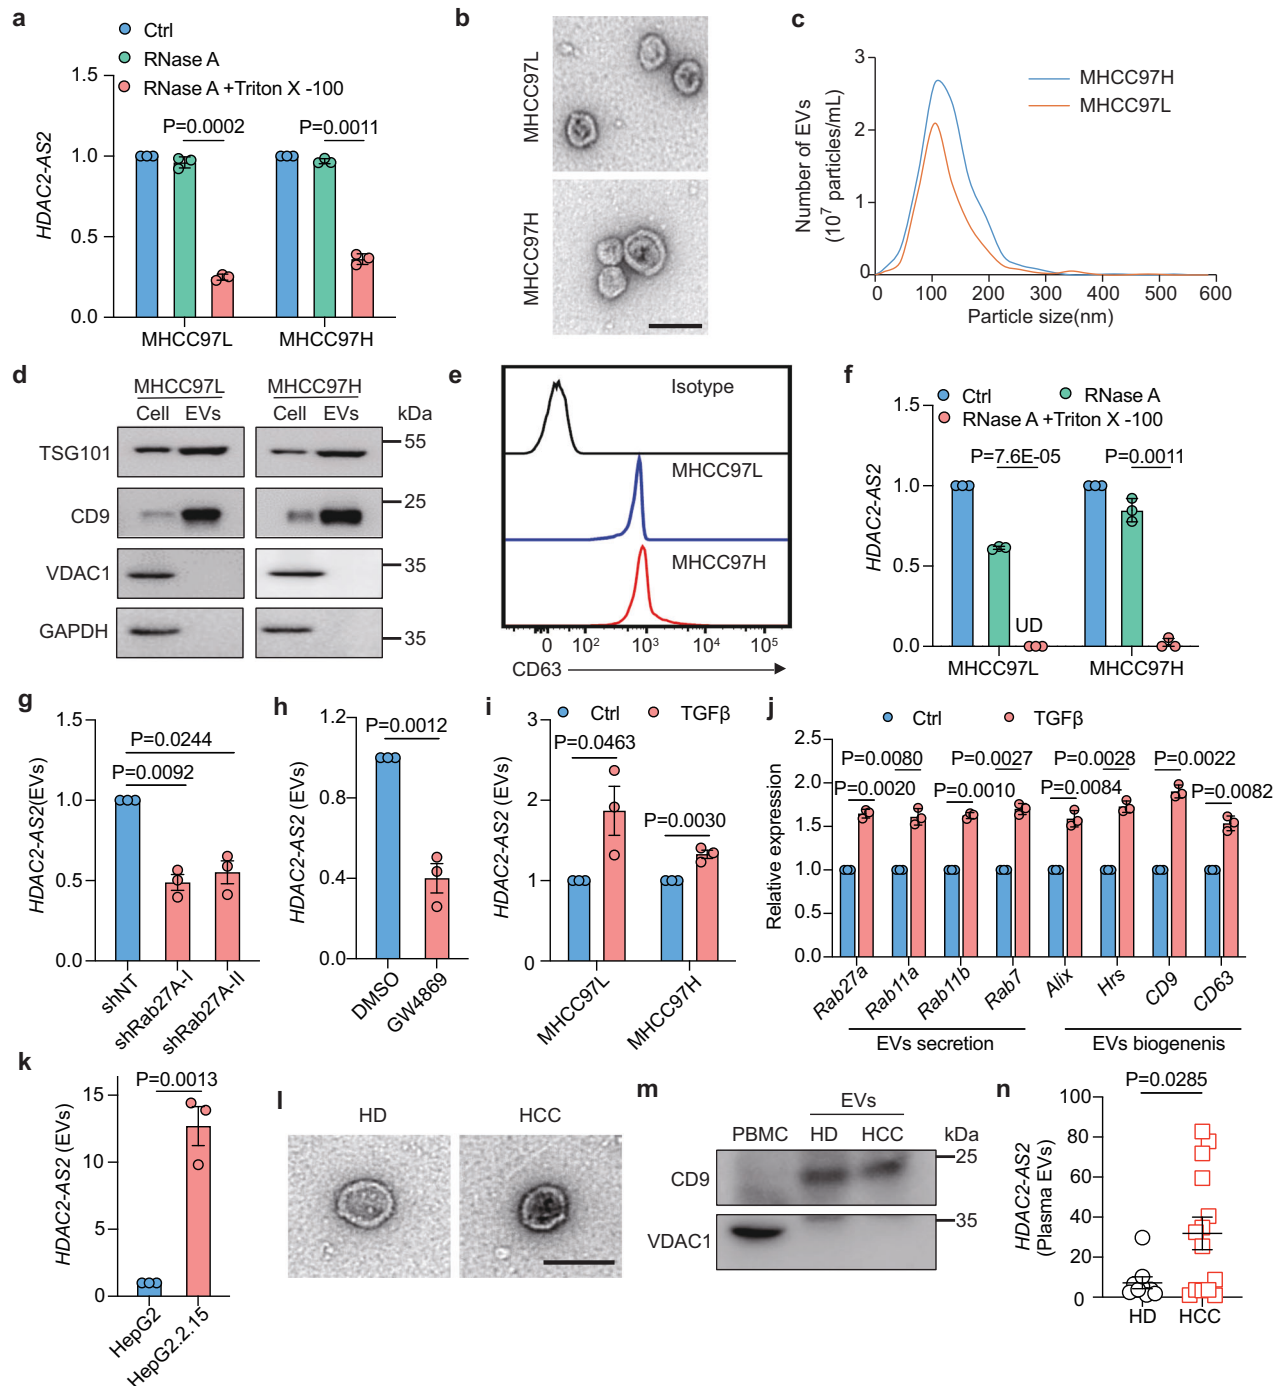 a
Ctrl
RNase A
RNase A +Triton X -100
HDAC2-AS2
1.5
1.0
0.5
0.0
P=0.0002
P=0.0011
MHCC97L
MHCC97H
b
MHCC97L
MHCC97H
c
Number of EVs
(10⁷ particles/mL)
3
2
1
0
MHCC97H
MHCC97L
0 100 200 300 400 500 600
Particle size(nm)
d
MHCC97L MHCC97H
Cell EVs Cell EVs kDa
TSG101 55
CD9 25
VDAC1 35
GAPDH 35
e
Isotype
MHCC97L
MHCC97H
0 10² 10³ 10⁴ 10⁵
CD63
f
Ctrl RNase A
RNase A +Triton X -100
HDAC2-AS2
1.5
1.0
0.5
0.0
P=7.6E-05 P=0.0011
UD
MHCC97L MHCC97H
g
HDAC2-AS2(EVs)
1.5
1.0
0.5
0.0
P=0.0244
P=0.0092
shNT
shRab27A-I
shRab27A-II
h
HDAC2-AS2 (EVs)
1.2
0.8
0.4
0.0
P=0.0012
DMSO
GW4869
i
Ctrl TGFβ
HDAC2-AS2 (EVs)
3
2
1
0
P=0.0463
P=0.0030
MHCC97L
MHCC97H
j
Ctrl TGFβ
Relative expression
2.5
2.0
1.5
1.0
0.5
0.0
P=0.0080 P=0.0027 P=0.0028 P=0.0022
P=0.0020 P=0.0010 P=0.0084 P=0.0082
Rab27a
Rab11a
Rab11b
Rab7
Alix
Hrs
CD9
CD63
EVs secretion EVs biogenenis
k
HDAC2-AS2 (EVs)
15
10
5
0
P=0.0013
HepG2
HepG2.2.15
l
HD HCC
m
EVs
PBMC HD HCC kDa
CD9 25
VDAC1 35
n
HDAC2-AS2
(Plasma EVs)
100
80
60
40
20
0
P=0.0285
HD HCC